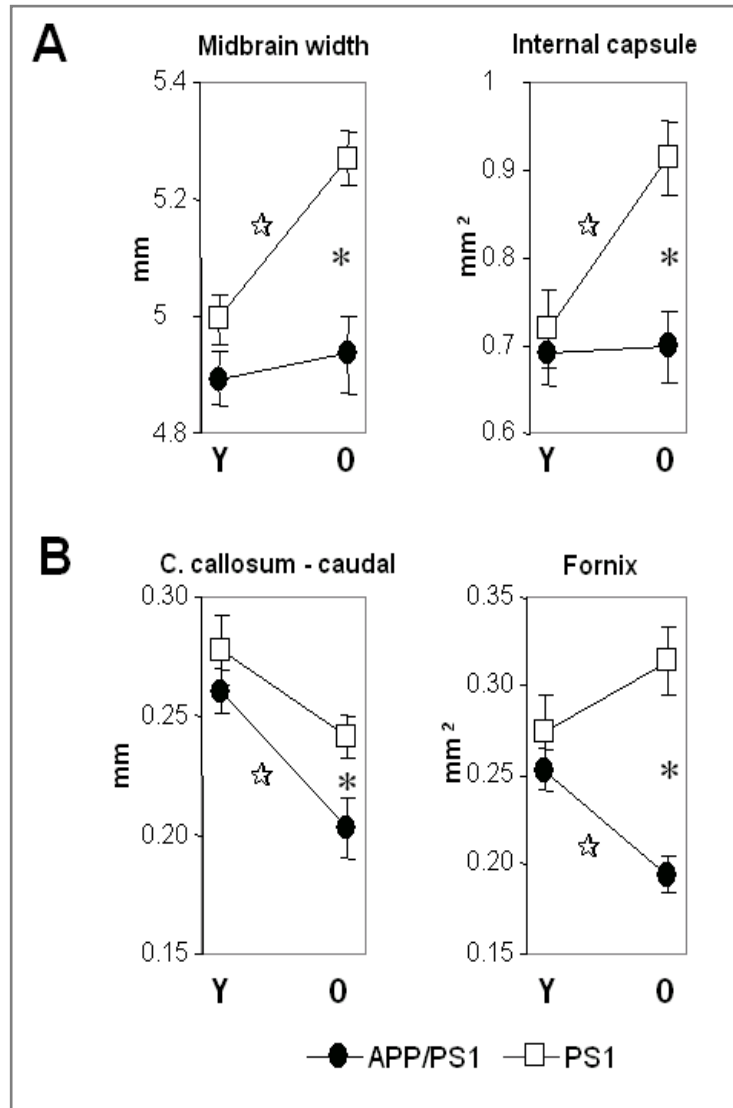 A
Midbrain width
Internal capsule
5.4
5.2
5
4.8
mm
*
Y O
1
0.9
0.8
0.7
0.6
mm²
*
Y O
B
C. callosum - caudal
Fornix
0.30
0.25
0.20
0.15
mm
*
Y O
0.35
0.30
0.25
0.20
0.15
mm²
*
Y O
APP/PS1 PS1